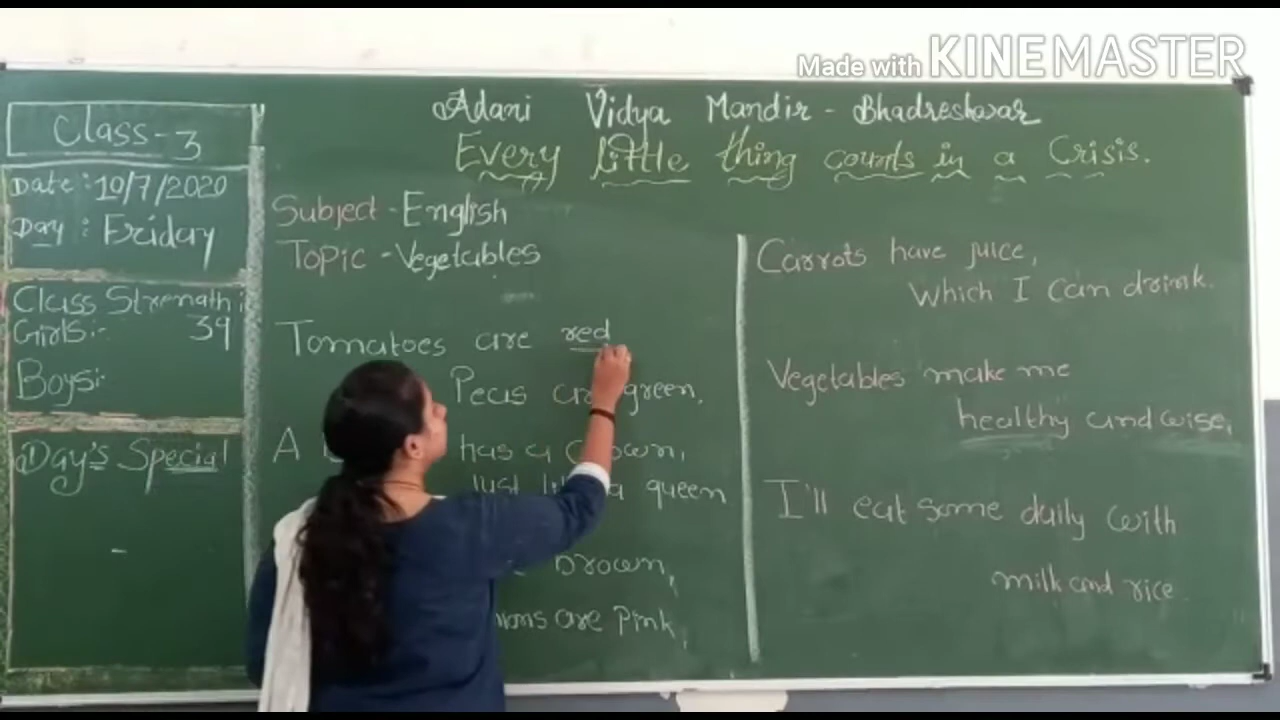 Made with KINEMASTER
Adani Vidya Mandir - Bhadreshwar
Every little thing counts in a Crisis.
Class-3
Date: 10/7/2020
Day: Friday
Class Strength:
Girls:- 39
Boys:-
Day's Special
Subject - English
Topic - Vegetables
Tomatoes are red
Peas are green,
A has a crown,
Just like a queen
brown,
are Pink,
Carrots have juice,
Which I can drink.
Vegetables make me
healthy and wise,
I'll eat some daily with
milk and rice